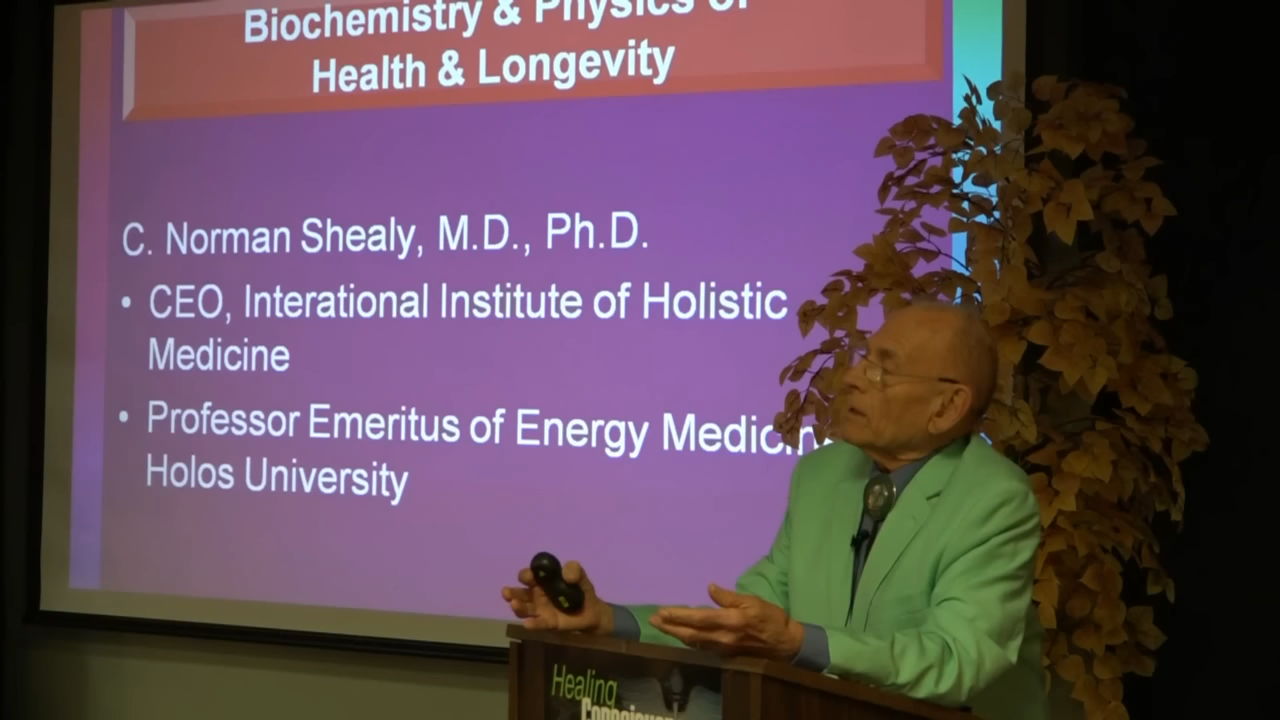 Biochemistry & Physics of
Health & Longevity
C. Norman Shealy, M.D., Ph.D.
• CEO, Interational Institute of Holistic
Medicine
• Professor Emeritus of Energy
Holos University
Healing